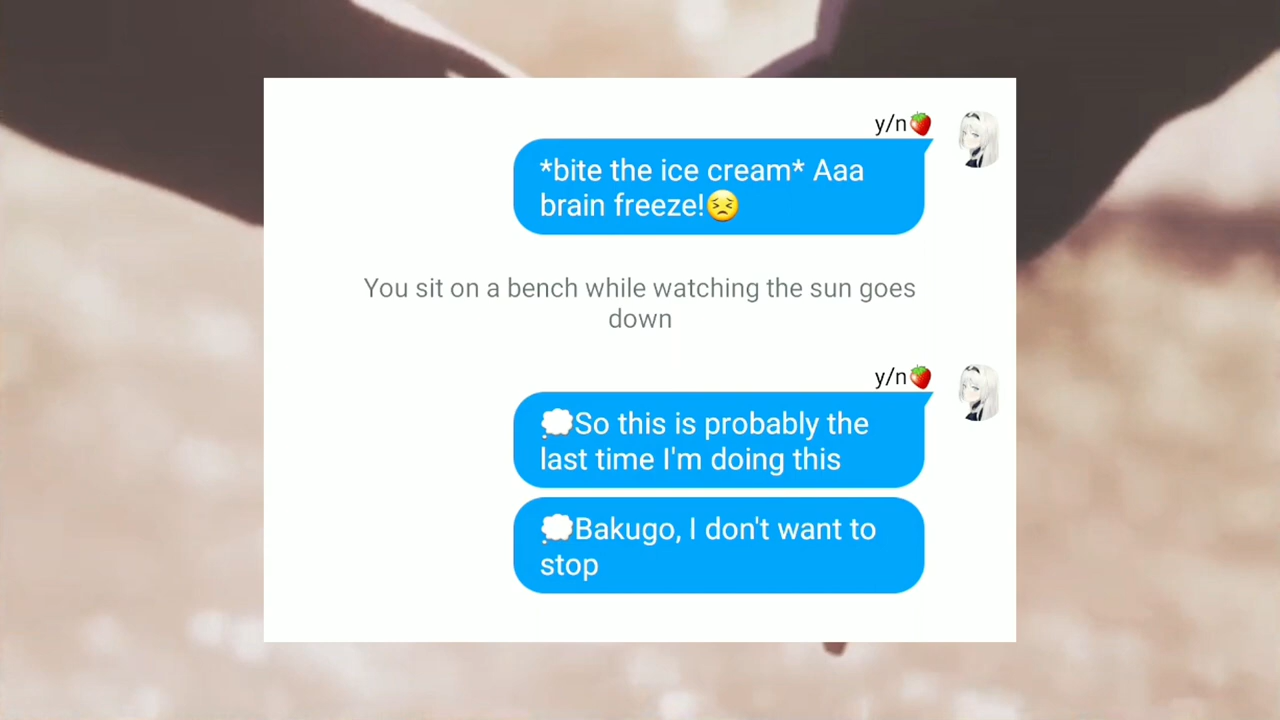 y/n🍓
*bite the ice cream* Aaa
brain freeze!😣
You sit on a bench while watching the sun goes
down
y/n🍓
💭So this is probably the
last time I'm doing this
💭Bakugo, I don't want to
stop